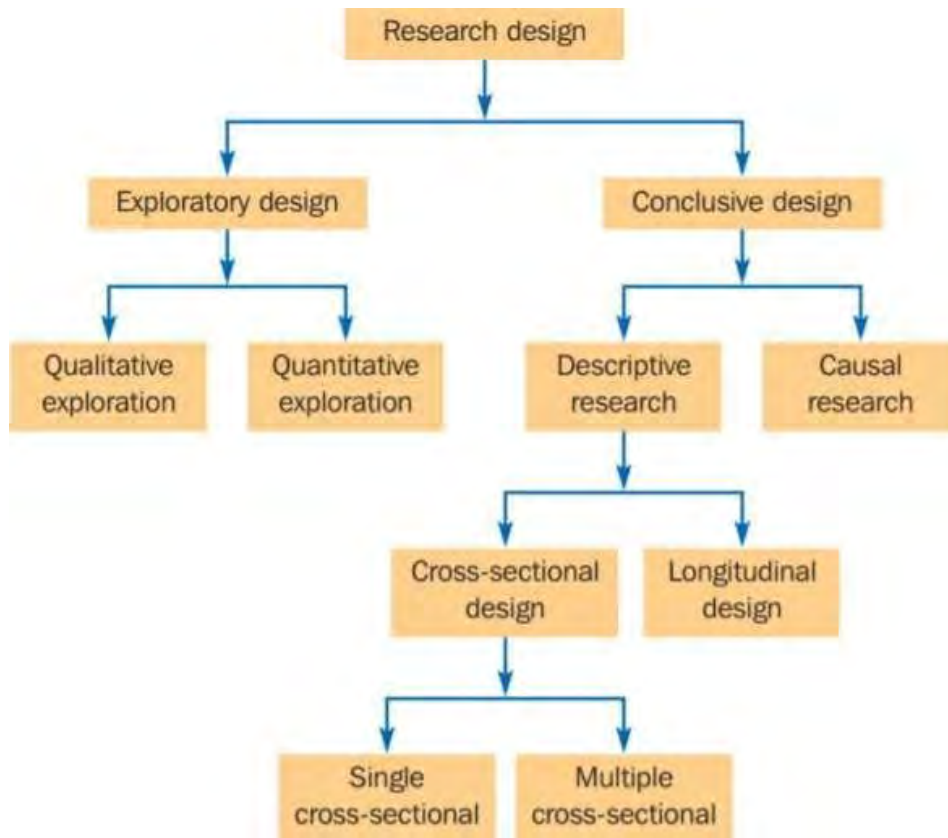 Research design
Exploratory design
Conclusive design
Qualitative
exploration
Quantitative
exploration
Descriptive
research
Causal
research
Cross-sectional
design
Longitudinal
design
Single
cross-sectional
Multiple
cross-sectional